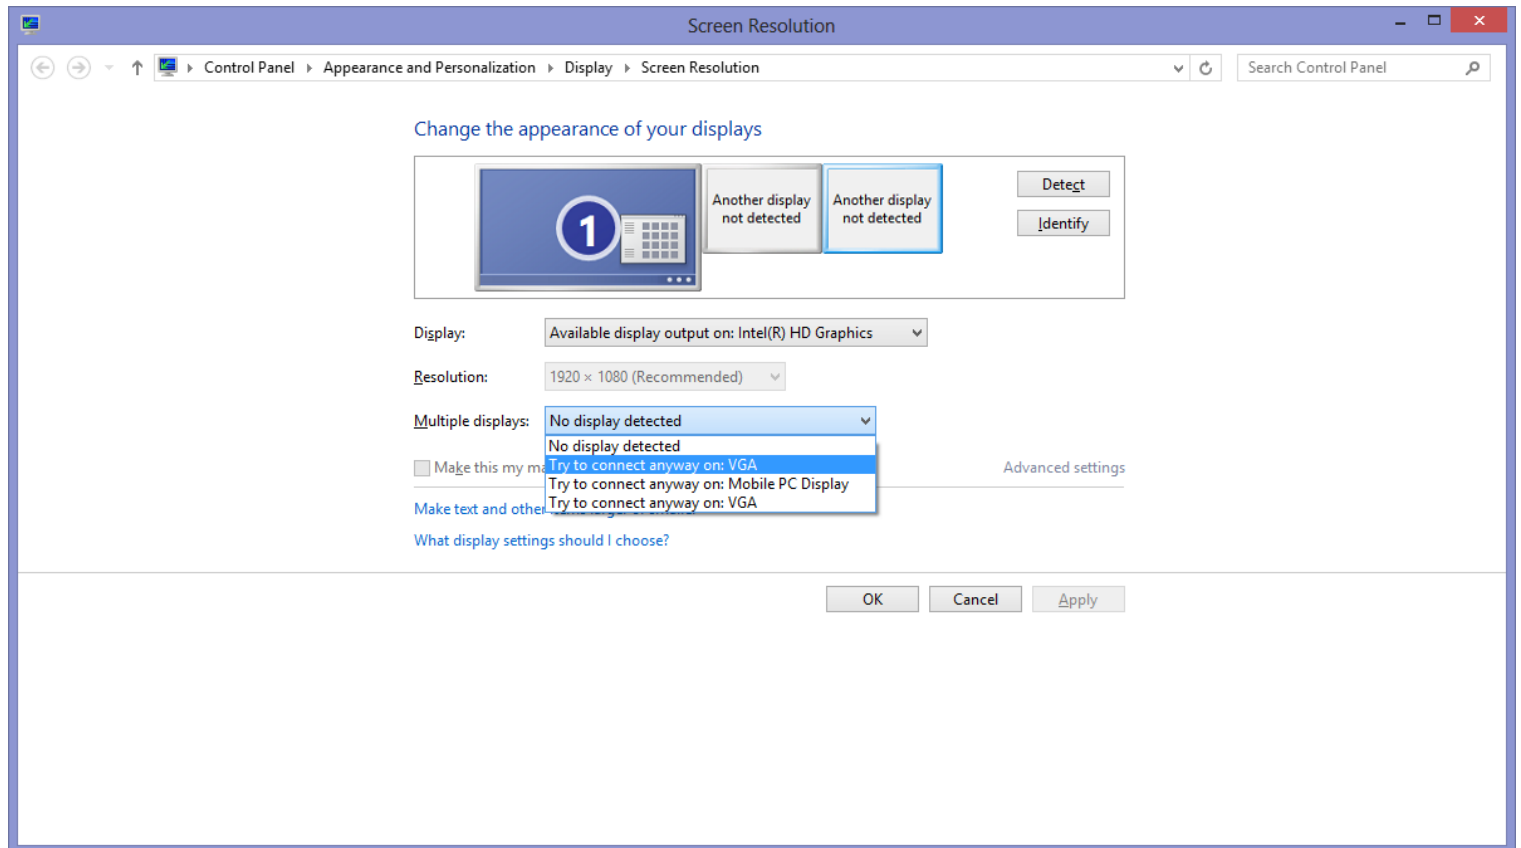 Screen Resolution
Control Panel Appearance and Personalization Display Screen Resolution
Search Control Panel
Change the appearance of your displays
1
Another display
not detected
Another display
not detected
Detect
Identify
Display:
Available display output on: Intel(R) HD Graphics
Resolution:
1920 × 1080 (Recommended)
Multiple displays:
No display detected
No display detected
Try to connect anyway on: VGA
Try to connect anyway on: Mobile PC Display
Try to connect anyway on: VGA
Make this my
Advanced settings
Make text and other
What display settings should I choose?
OK
Cancel
Apply